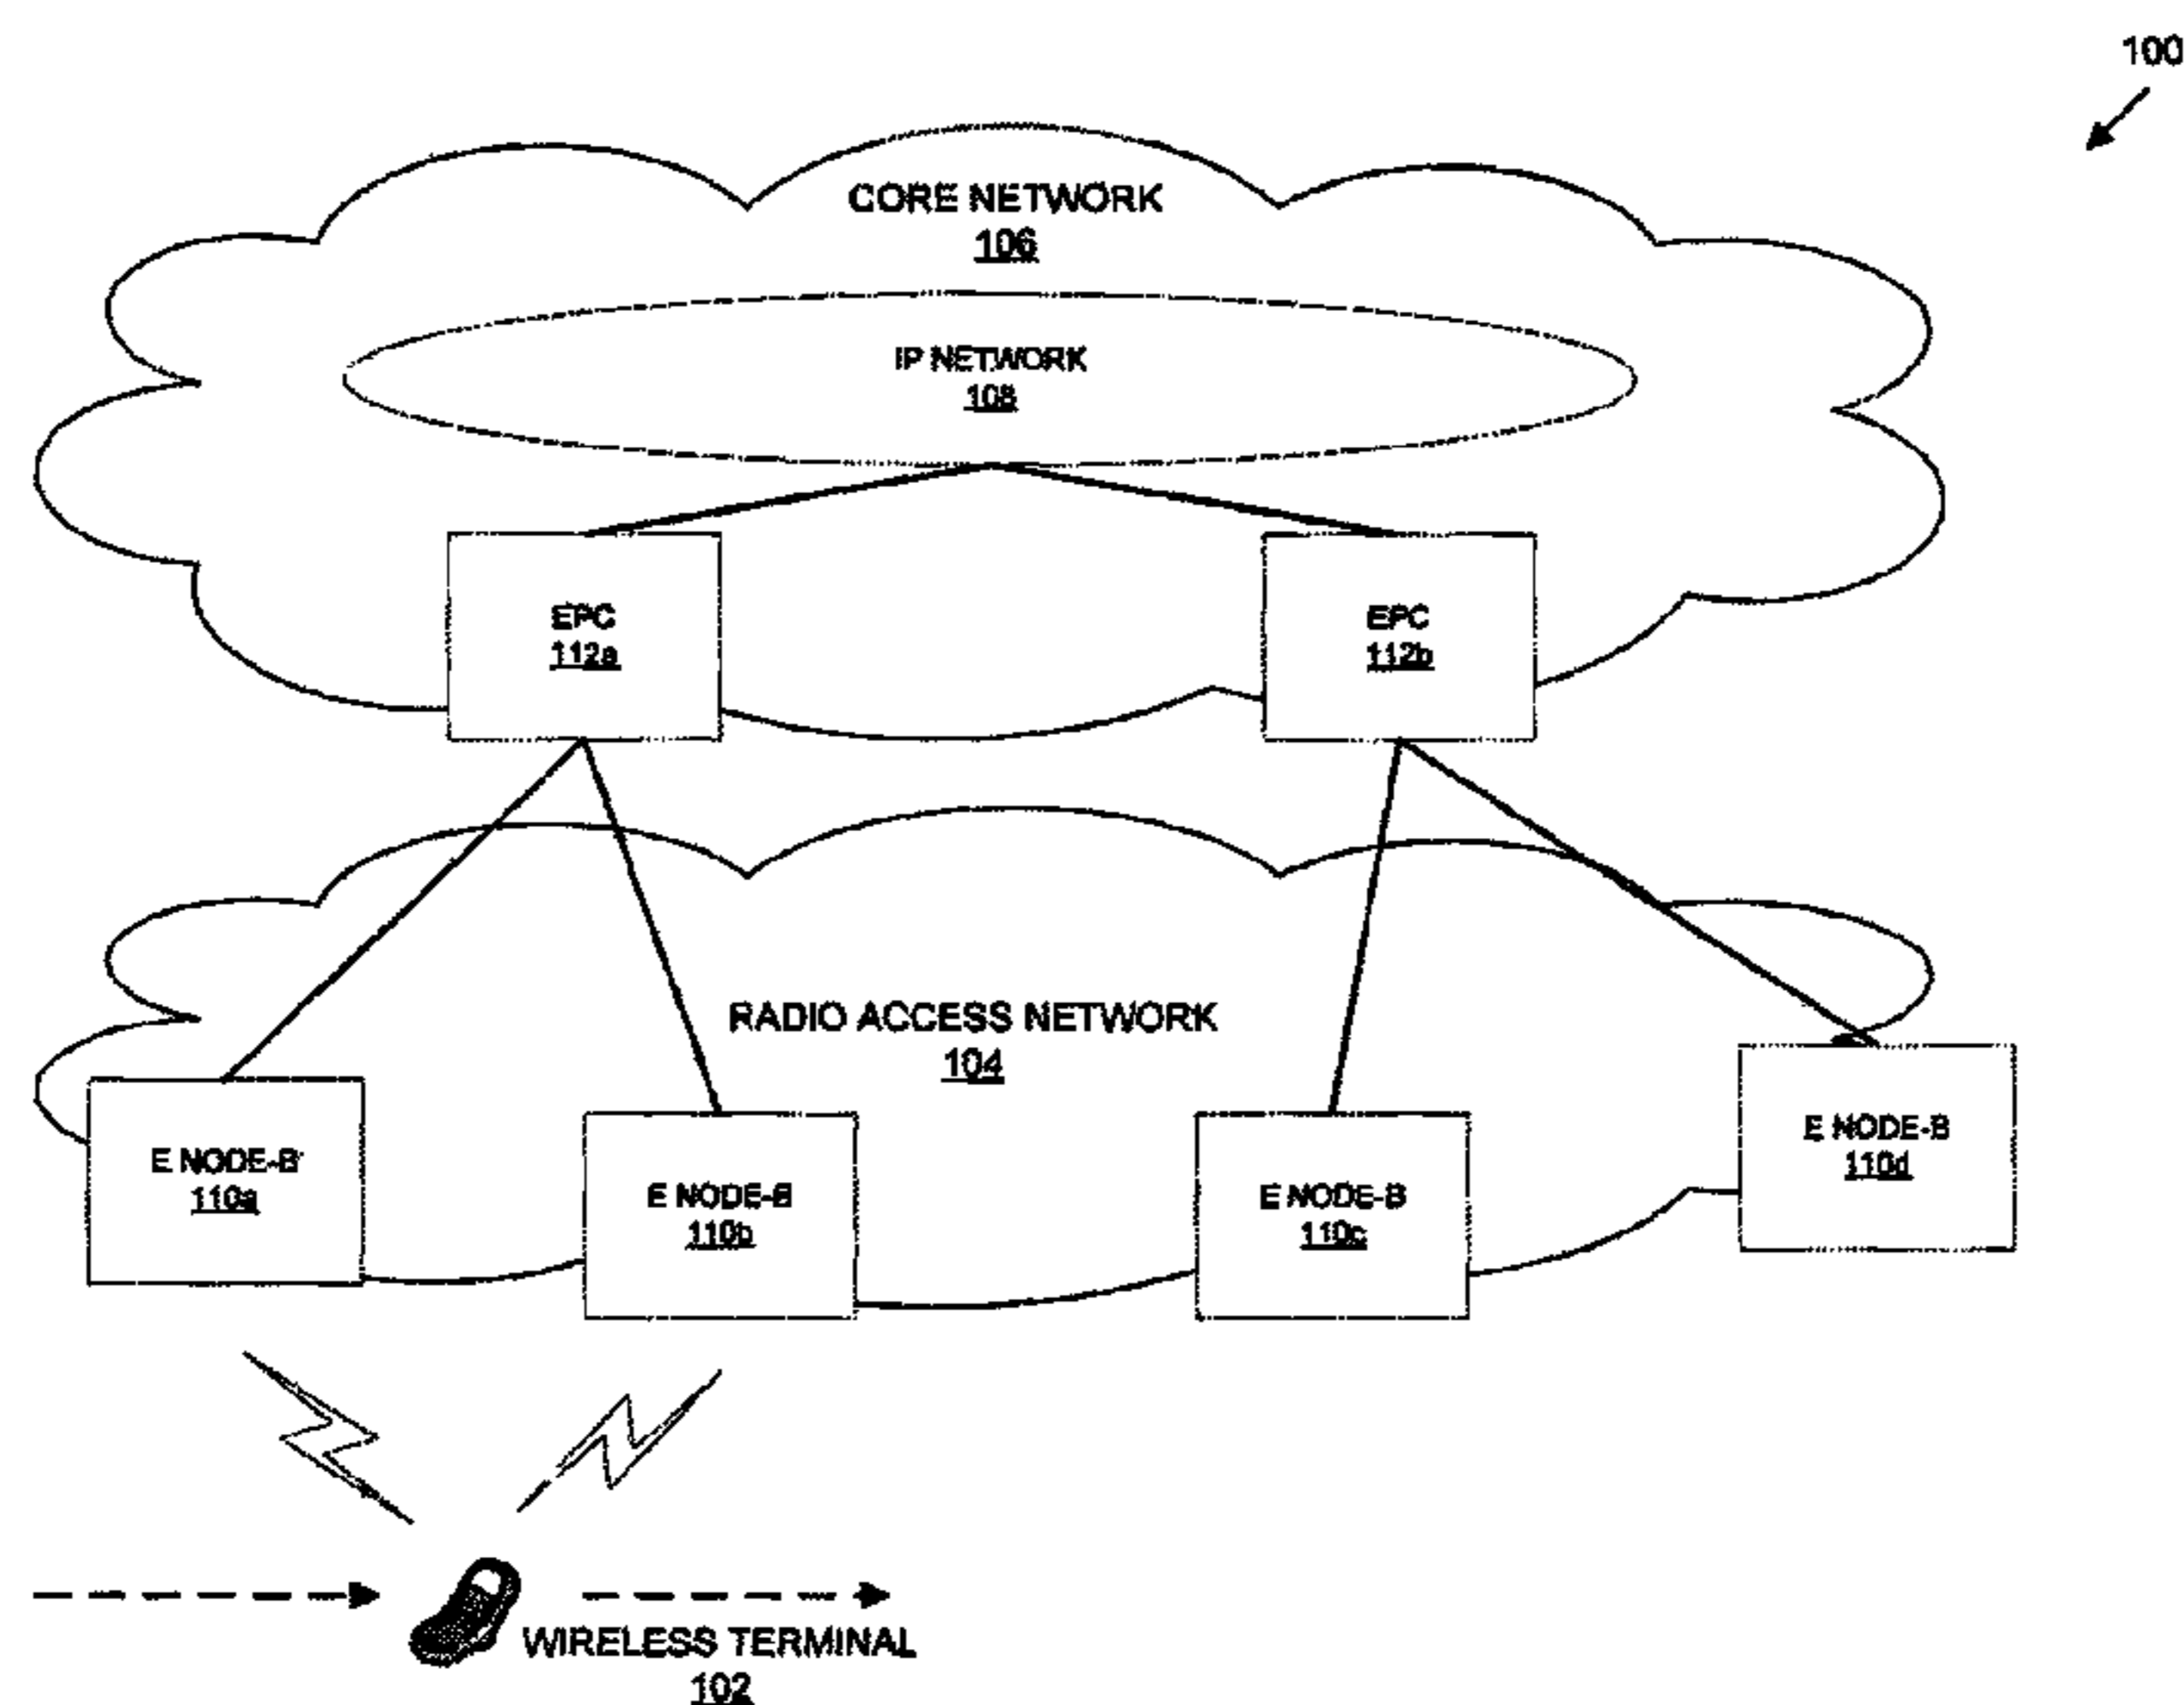 100
CORE NETWORK
106
IP NETWORK
108
EPC
112a
EPC
112b
RADIO ACCESS NETWORK
104
E NODE-B
110a
E NODE-B
110b
E NODE-B
110c
E NODE-B
110d
WIRELESS TERMINAL
102